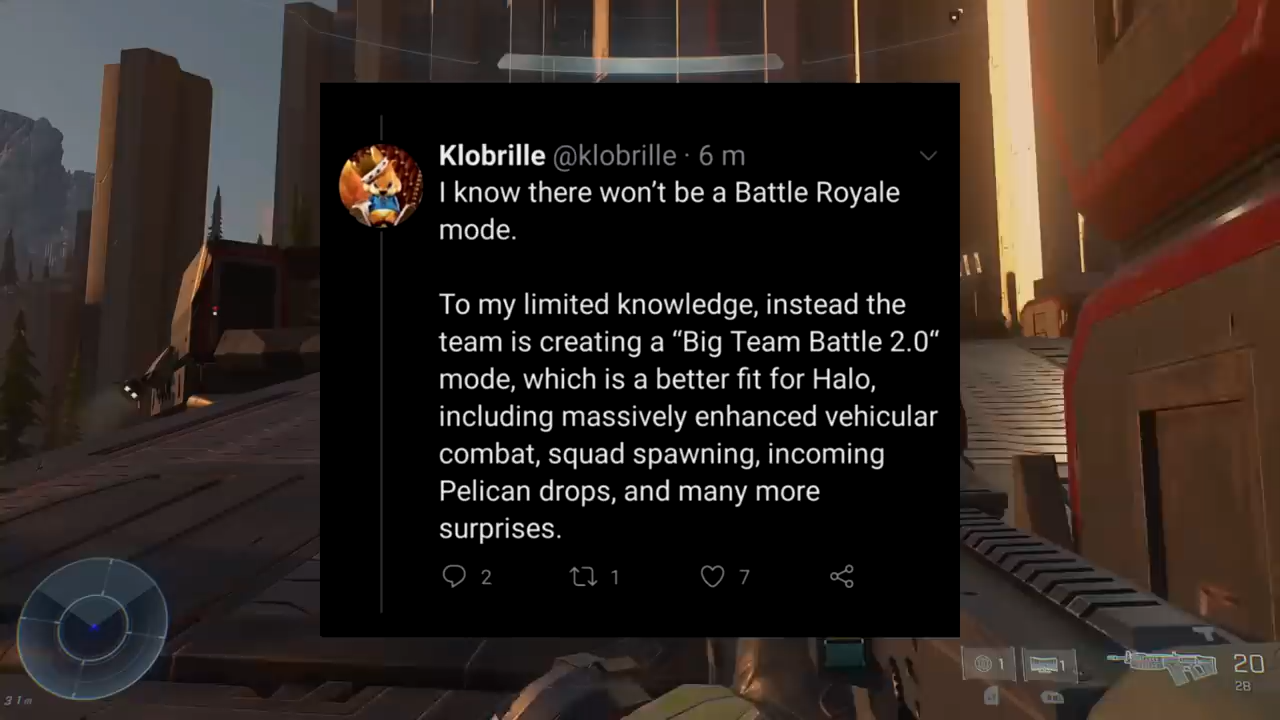 Klobrille @klobrille · 6 m
I know there won't be a Battle Royale
mode.
To my limited knowledge, instead the
team is creating a “Big Team Battle 2.0“
mode, which is a better fit for Halo,
including massively enhanced vehicular
combat, squad spawning, incoming
Pelican drops, and many more
surprises.
2 1 7
1 1 20
28
31m